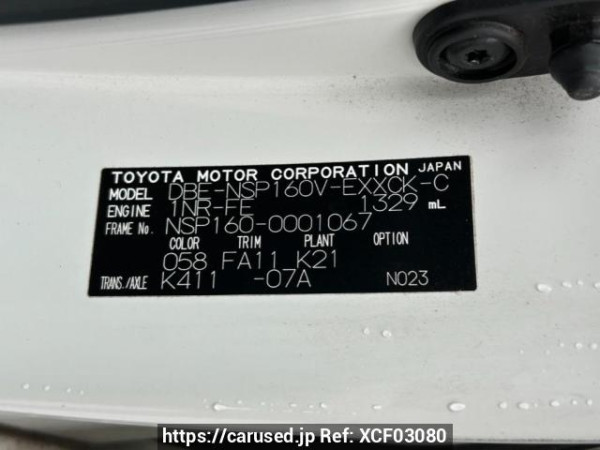 TOYOTA MOTOR CORPORATION JAPAN
MODEL DBE-NSP160V-EXXCK-C
ENGINE 1NR-FE 1329 mL
FRAME No. NSP160-0001067
COLOR TRIM PLANT OPTION
058 FA11 K21
TRANS./AXLE K411 -07A N023
https://carused.jp Ref: XCF03080